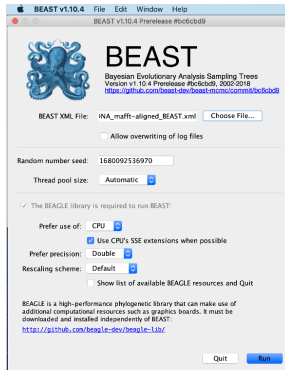 BEAST v1.10.4 File Edit Window Help
BEAST v1.10.4 Prerelease #bc6cbd9
BEAST
Bayesian Evolutionary Analysis Sampling Trees
Version v1.10.4 Prerelease #bc6cbd9, 2002-2018
https://github.com/beast-dev/beast-mcmc/commit/bc6cbd9
BEAST XML File: NA_mafft-aligned_BEAST.xml Choose File...
Allow overwriting of log files
Random number seed: 1680092536970
Thread pool size: Automatic
The BEAGLE library is required to run BEAST:
Prefer use of: CPU
Use CPU's SSE extensions when possible
Prefer precision: Double
Rescaling scheme: Default
Show list of available BEAGLE resources and Quit
BEAGLE is a high-performance phylogenetic library that can make use of
additional computational resources such as graphics boards. It must be
downloaded and installed independently of BEAST:
http://github.com/beagle-dev/beagle-lib/
Quit Run